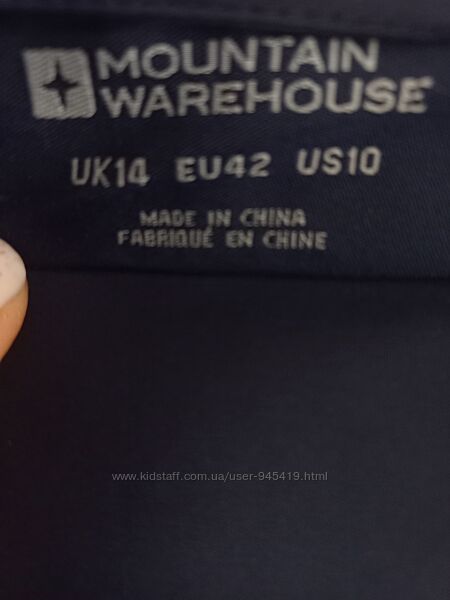 MOUNTAIN
WAREHOUSE
UK14 EU42 US10
MADE IN CHINA
FABRIQUÉ EN CHINE
www.kidstaff.com.ua/user-945419.html